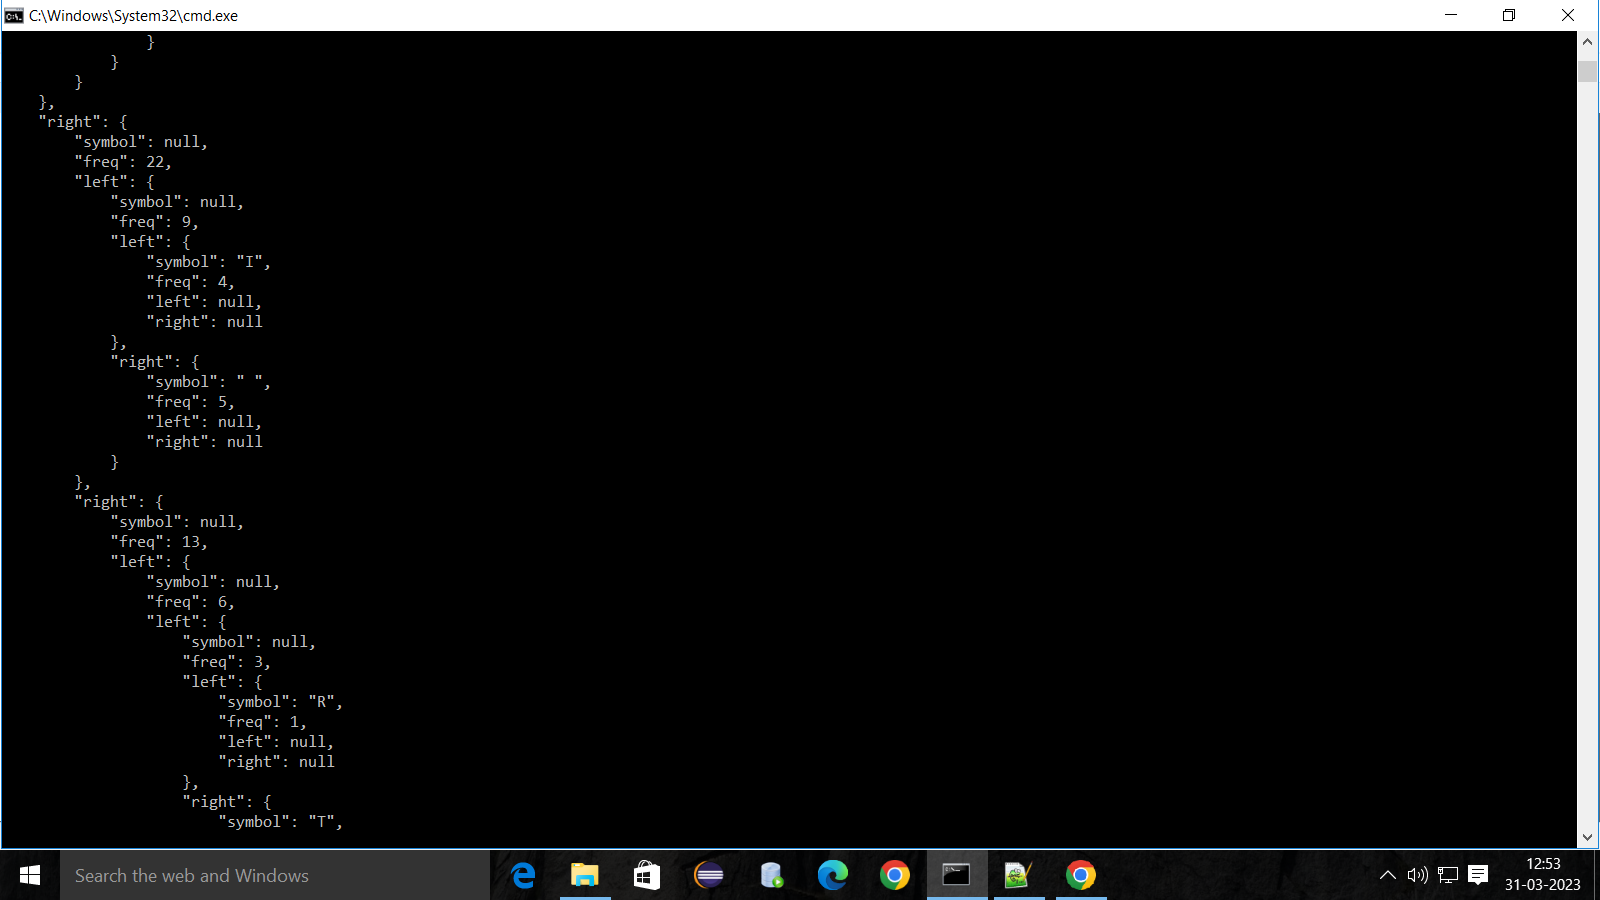 C:\Windows\System32\cmd.exe
                }
            }
        }
    },
    "right": {
        "symbol": null,
        "freq": 22,
        "left": {
            "symbol": null,
            "freq": 9,
            "left": {
                "symbol": "I",
                "freq": 4,
                "left": null,
                "right": null
            },
            "right": {
                "symbol": " ",
                "freq": 5,
                "left": null,
                "right": null
            }
        },
        "right": {
            "symbol": null,
            "freq": 13,
            "left": {
                "symbol": null,
                "freq": 6,
                "left": {
                    "symbol": null,
                    "freq": 3,
                    "left": {
                        "symbol": "R",
                        "freq": 1,
                        "left": null,
                        "right": null
                    },
                    "right": {
                        "symbol": "T",
Search the web and Windows
12:53
31-03-2023